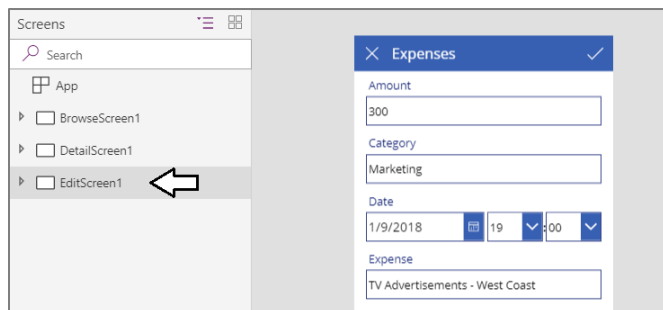 Screens
Search
App
BrowseScreen1
DetailScreen1
EditScreen1
Expenses
Amount
300
Category
Marketing
Date
1/9/2018 19 : 00
Expense
TV Advertisements - West Coast